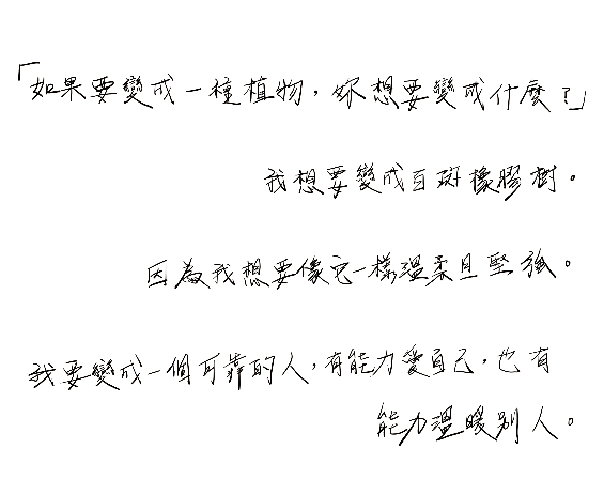 「如果要變成一種植物，妳想要變成什麼？」
我想要變成白斑橡膠樹。
因為我想要像它一樣溫柔且堅強。
我要變成一個可靠的人，有能力愛自己，也有
能力溫暖別人。